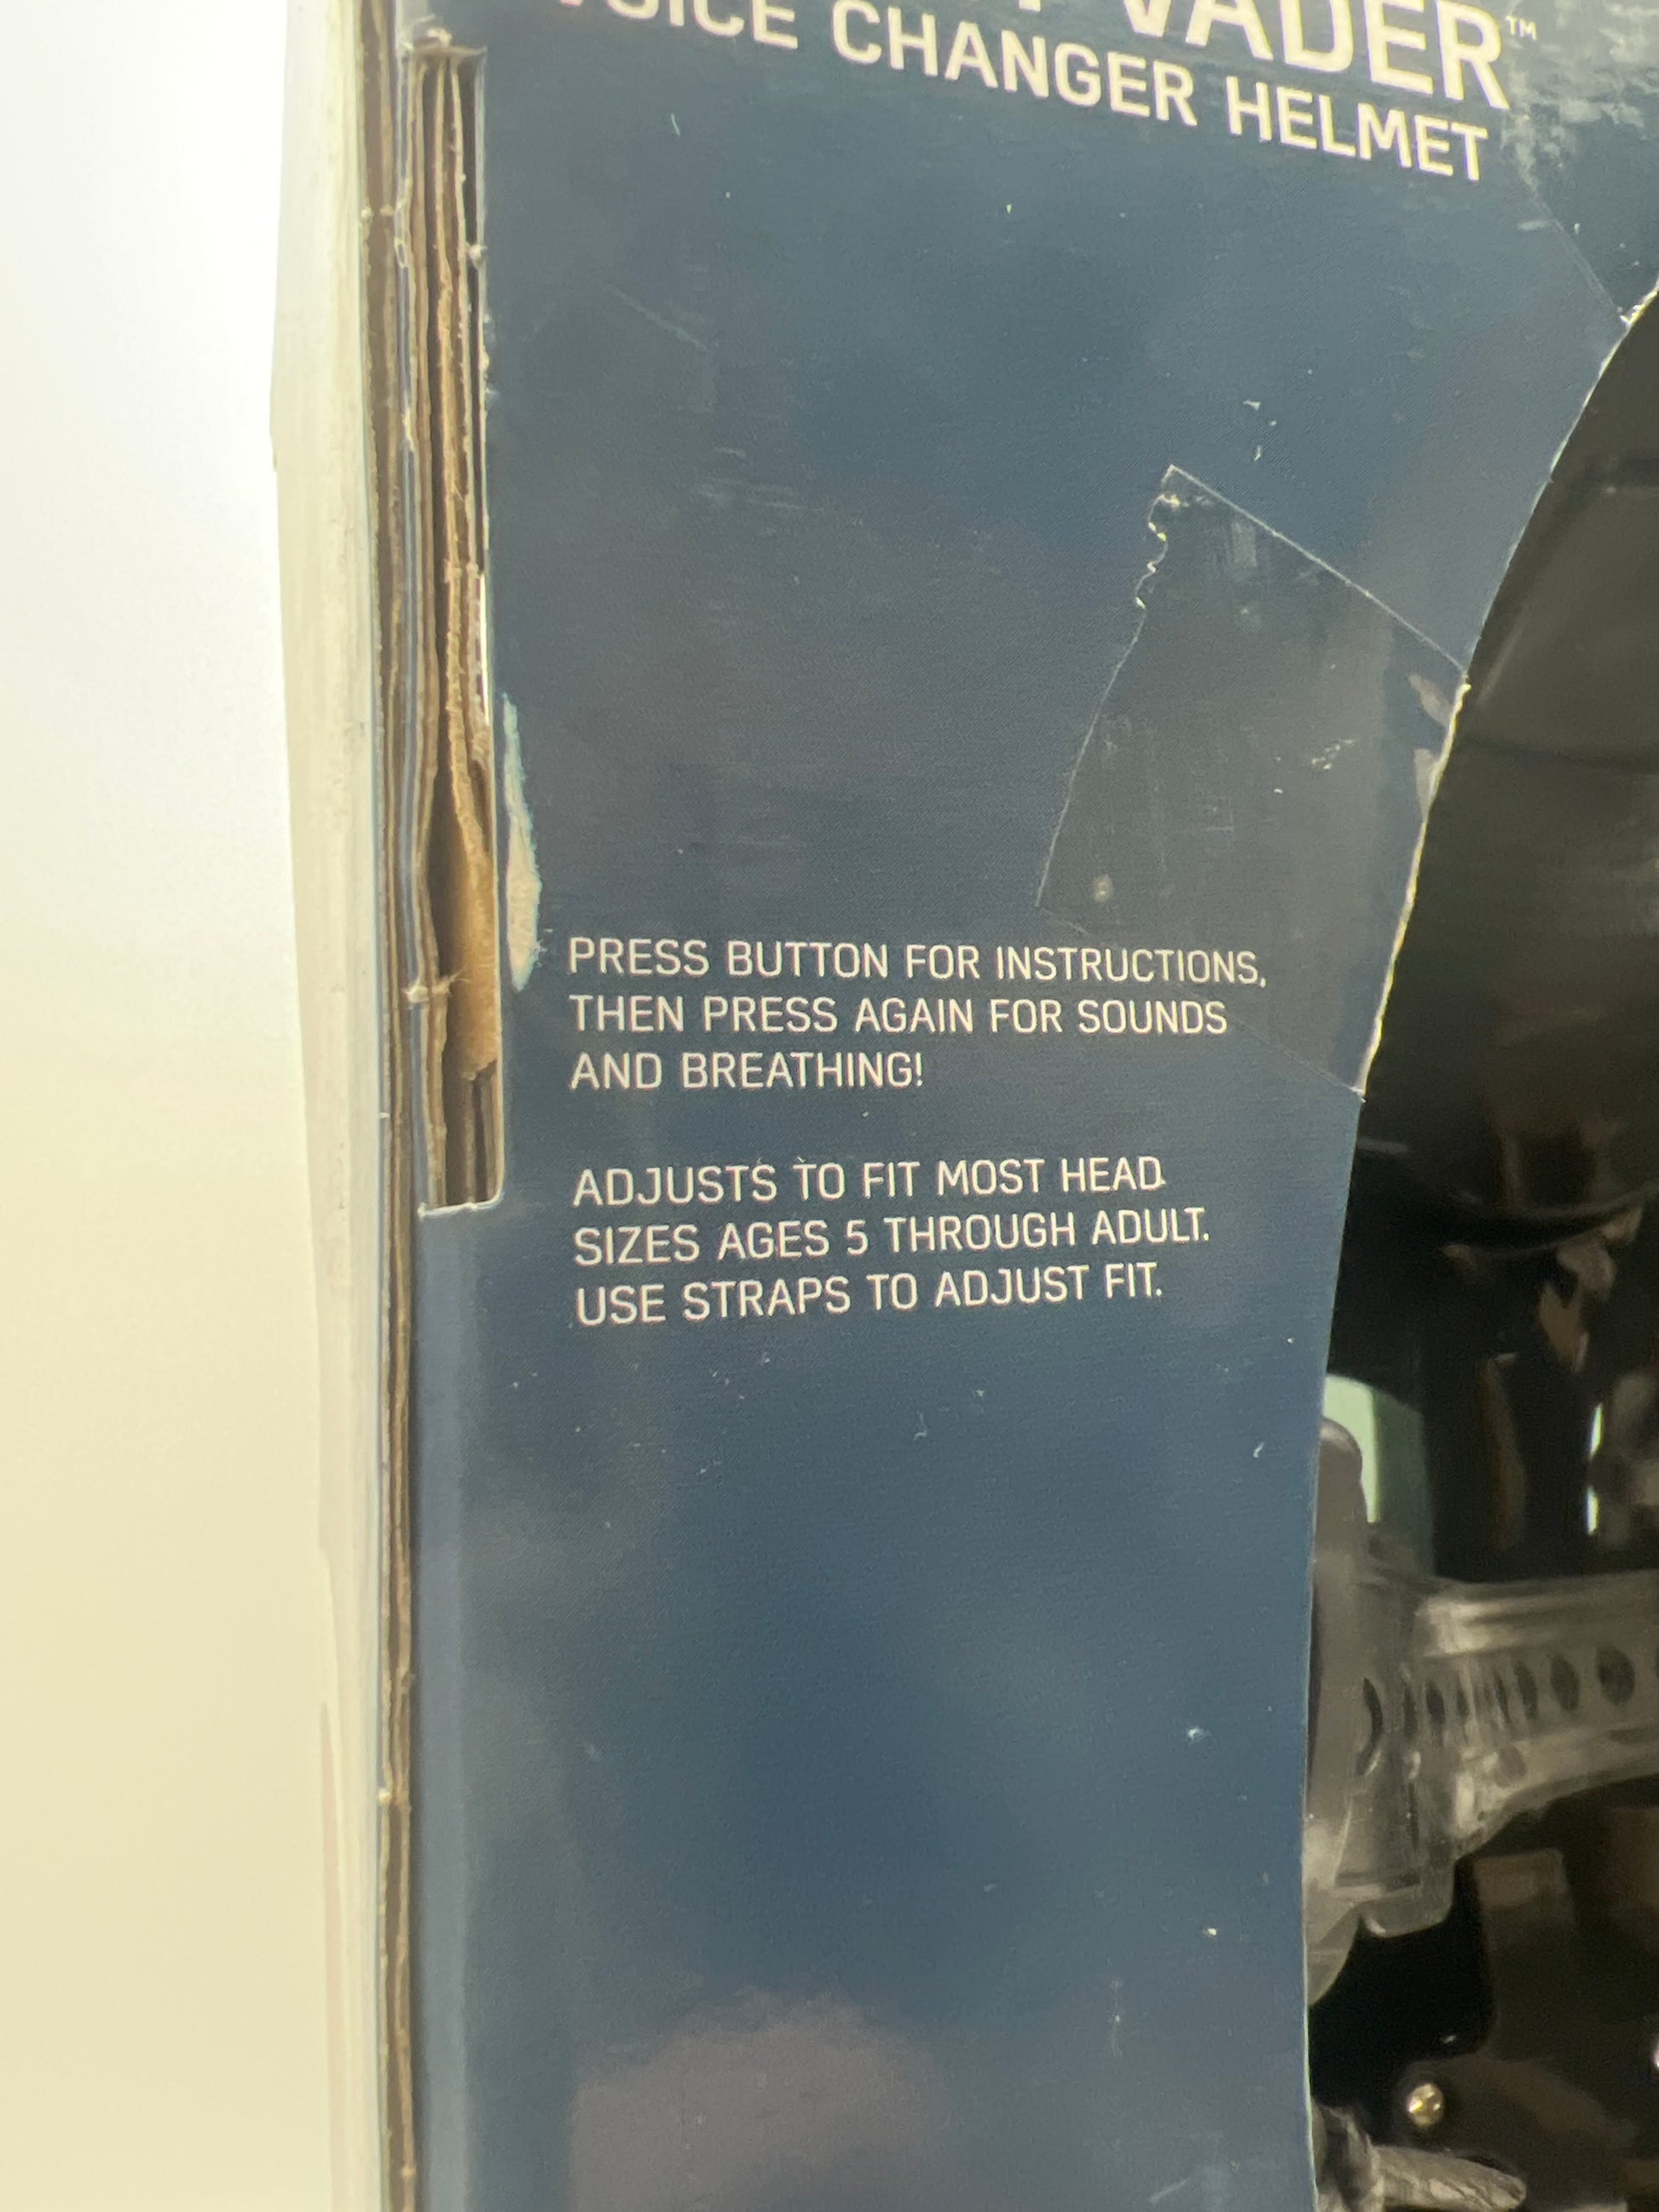 VADER™
VOICE CHANGER HELMET
PRESS BUTTON FOR INSTRUCTIONS,
THEN PRESS AGAIN FOR SOUNDS
AND BREATHING!
ADJUSTS TO FIT MOST HEAD
SIZES AGES 5 THROUGH ADULT.
USE STRAPS TO ADJUST FIT.